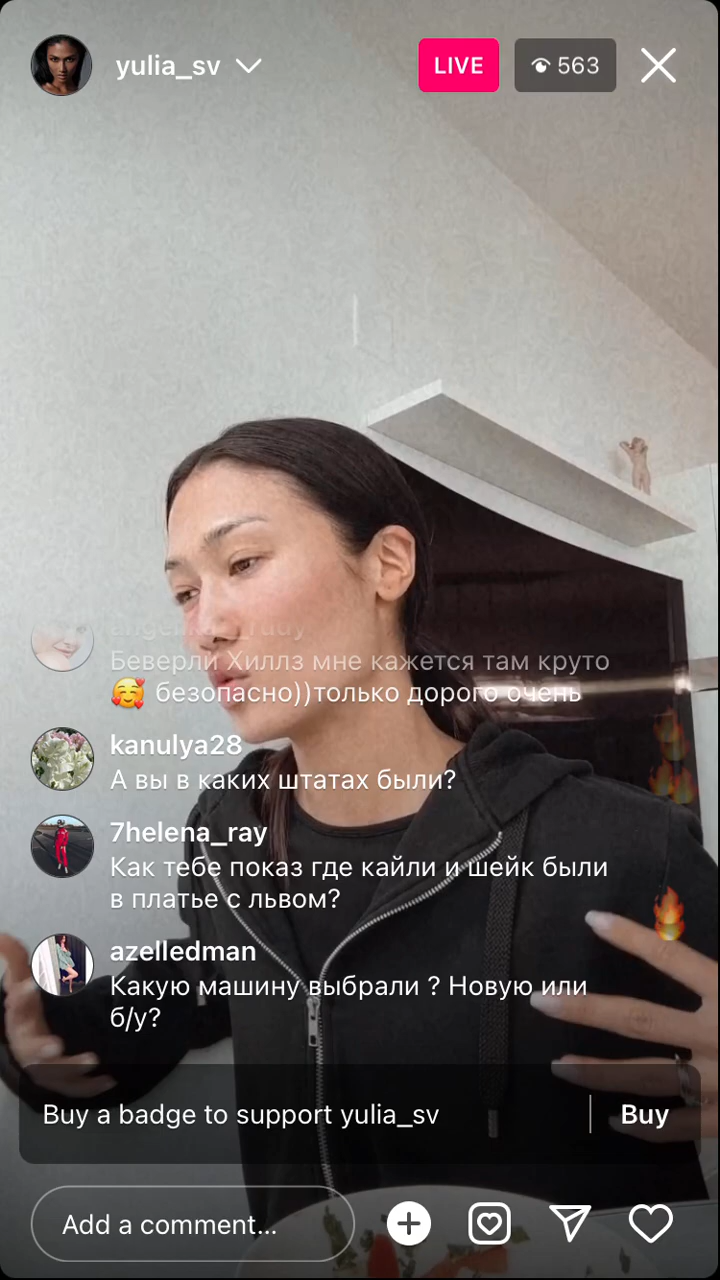 yulia_sv
LIVE
563
Беверли Хиллз мне кажется там круто
🥰 безопасно))только дорого очень
kanulya28
А вы в каких штатах были?
7helena_ray
Как тебе показ где кайли и шейк были
в платье с львом?
azelledman
Какую машину выбрали ? Новую или
б/у?
Buy a badge to support yulia_sv
Buy
Add a comment...